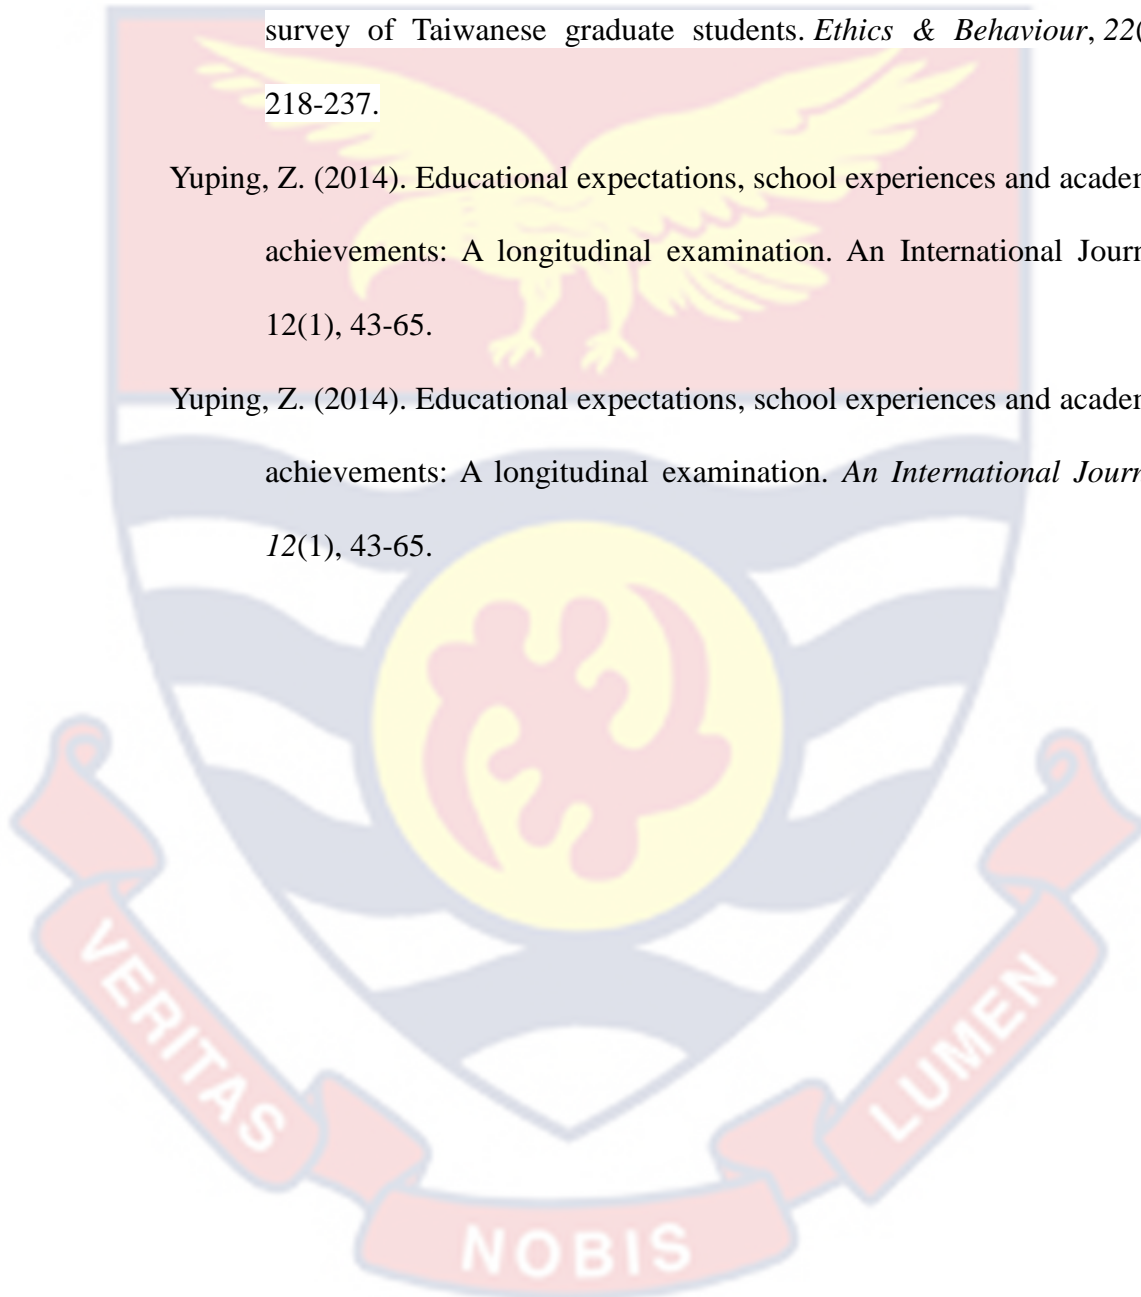 survey of Taiwanese graduate students. Ethics & Behaviour, 22(
218-237.
Yuping, Z. (2014). Educational expectations, school experiences and academ
achievements: A longitudinal examination. An International Journ
12(1), 43-65.
Yuping, Z. (2014). Educational expectations, school experiences and academ
achievements: A longitudinal examination. An International Journ
12(1), 43-65.
VERITAS
NOBIS
LUMEN